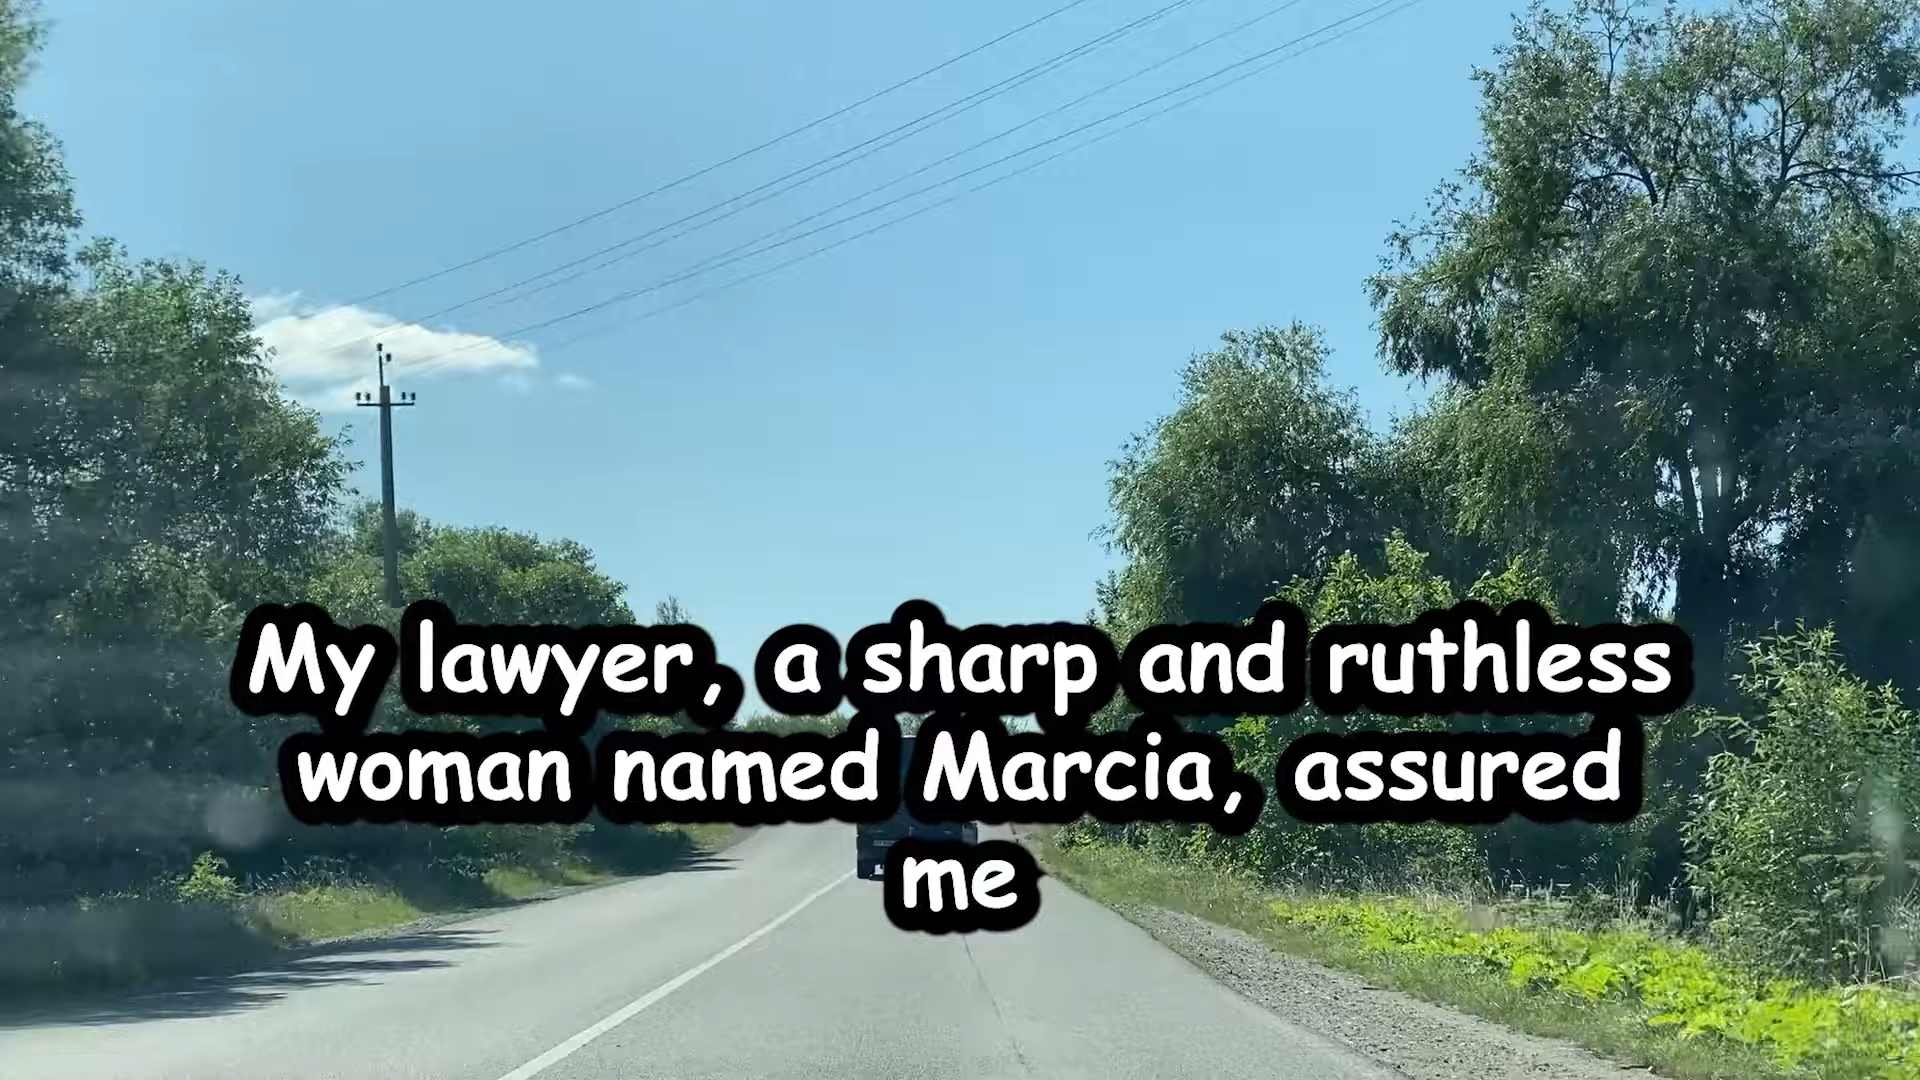 My lawyer, a sharp and ruthless
woman named Marcia, assured
me